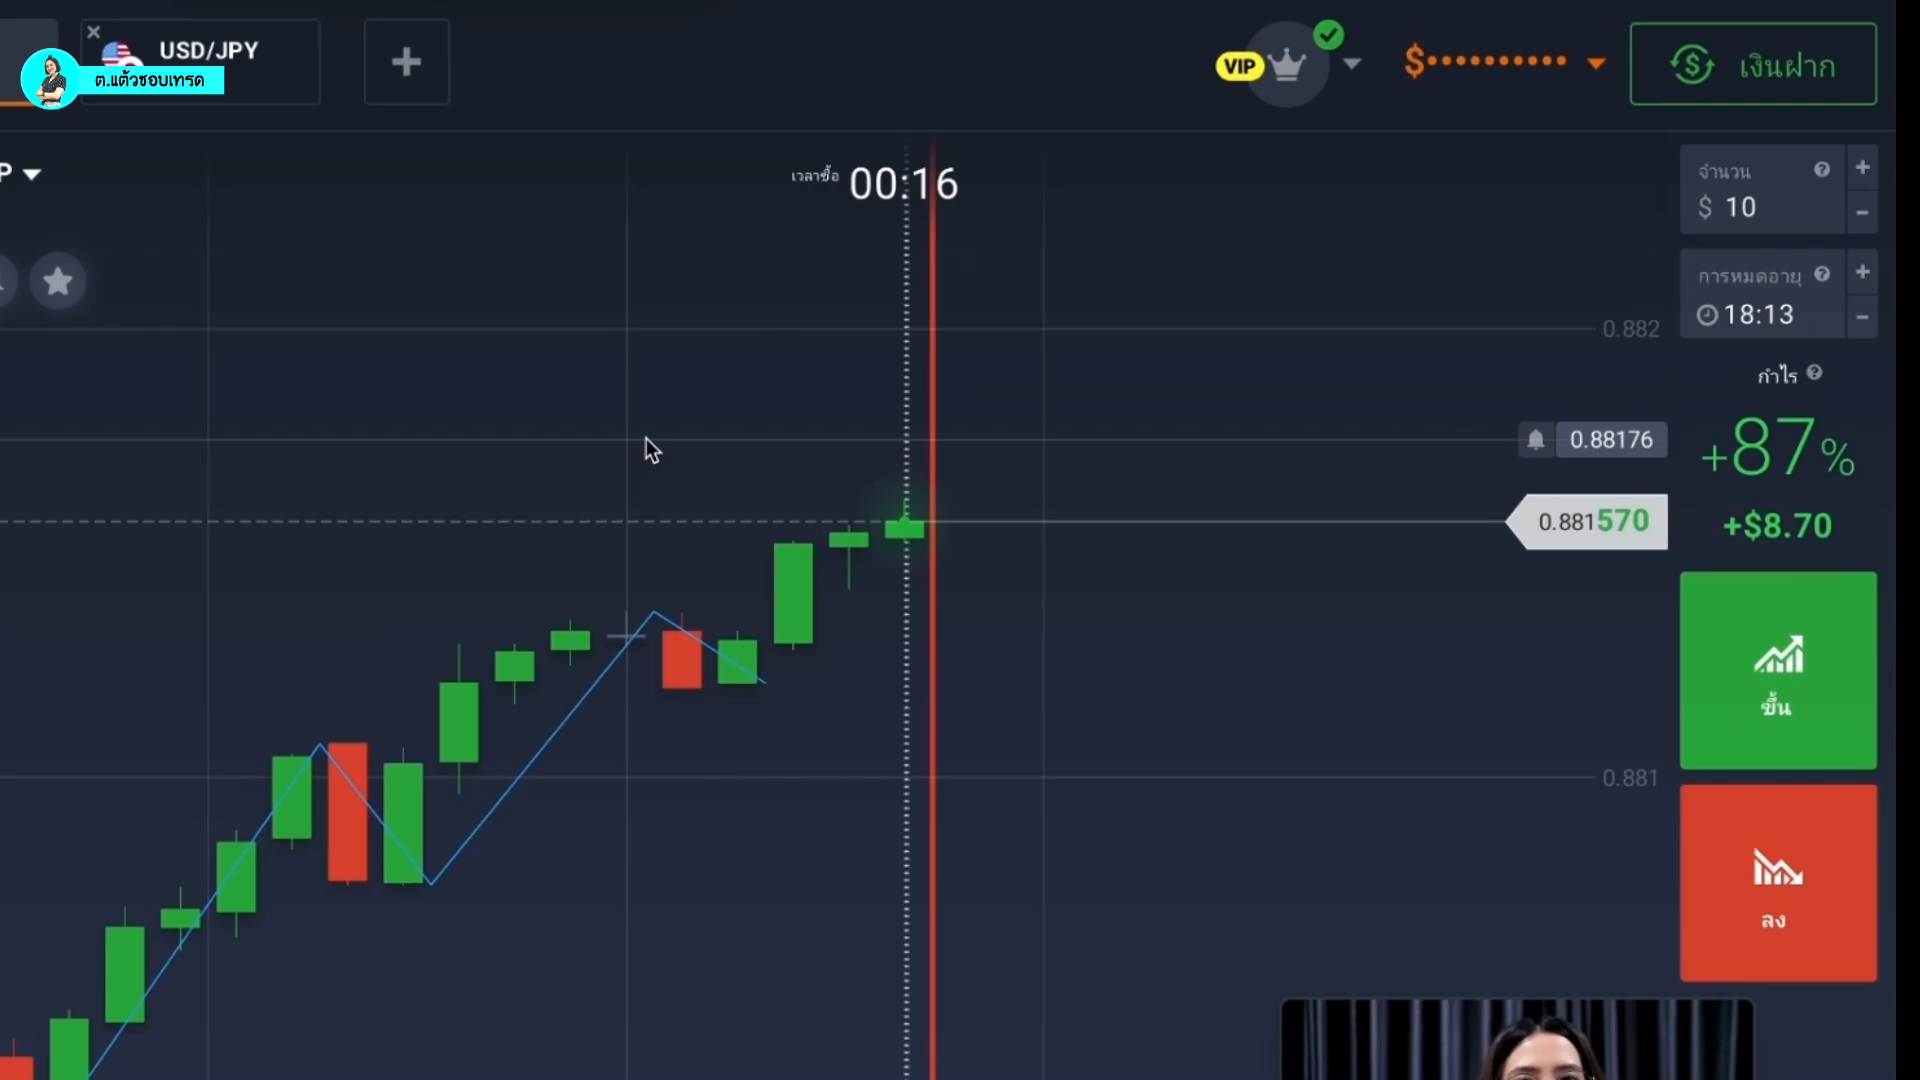 USD/JPY
ต.แต้วชอบเทรด
VIP
$
เงินฝาก
P
เวลาซื้อ 00:16
จำนวน
$ 10
การหมดอายุ
18:13
0.882
กำไร
0.88176
+87%
0.881570
+$8.70
ขึ้น
0.881
ลง